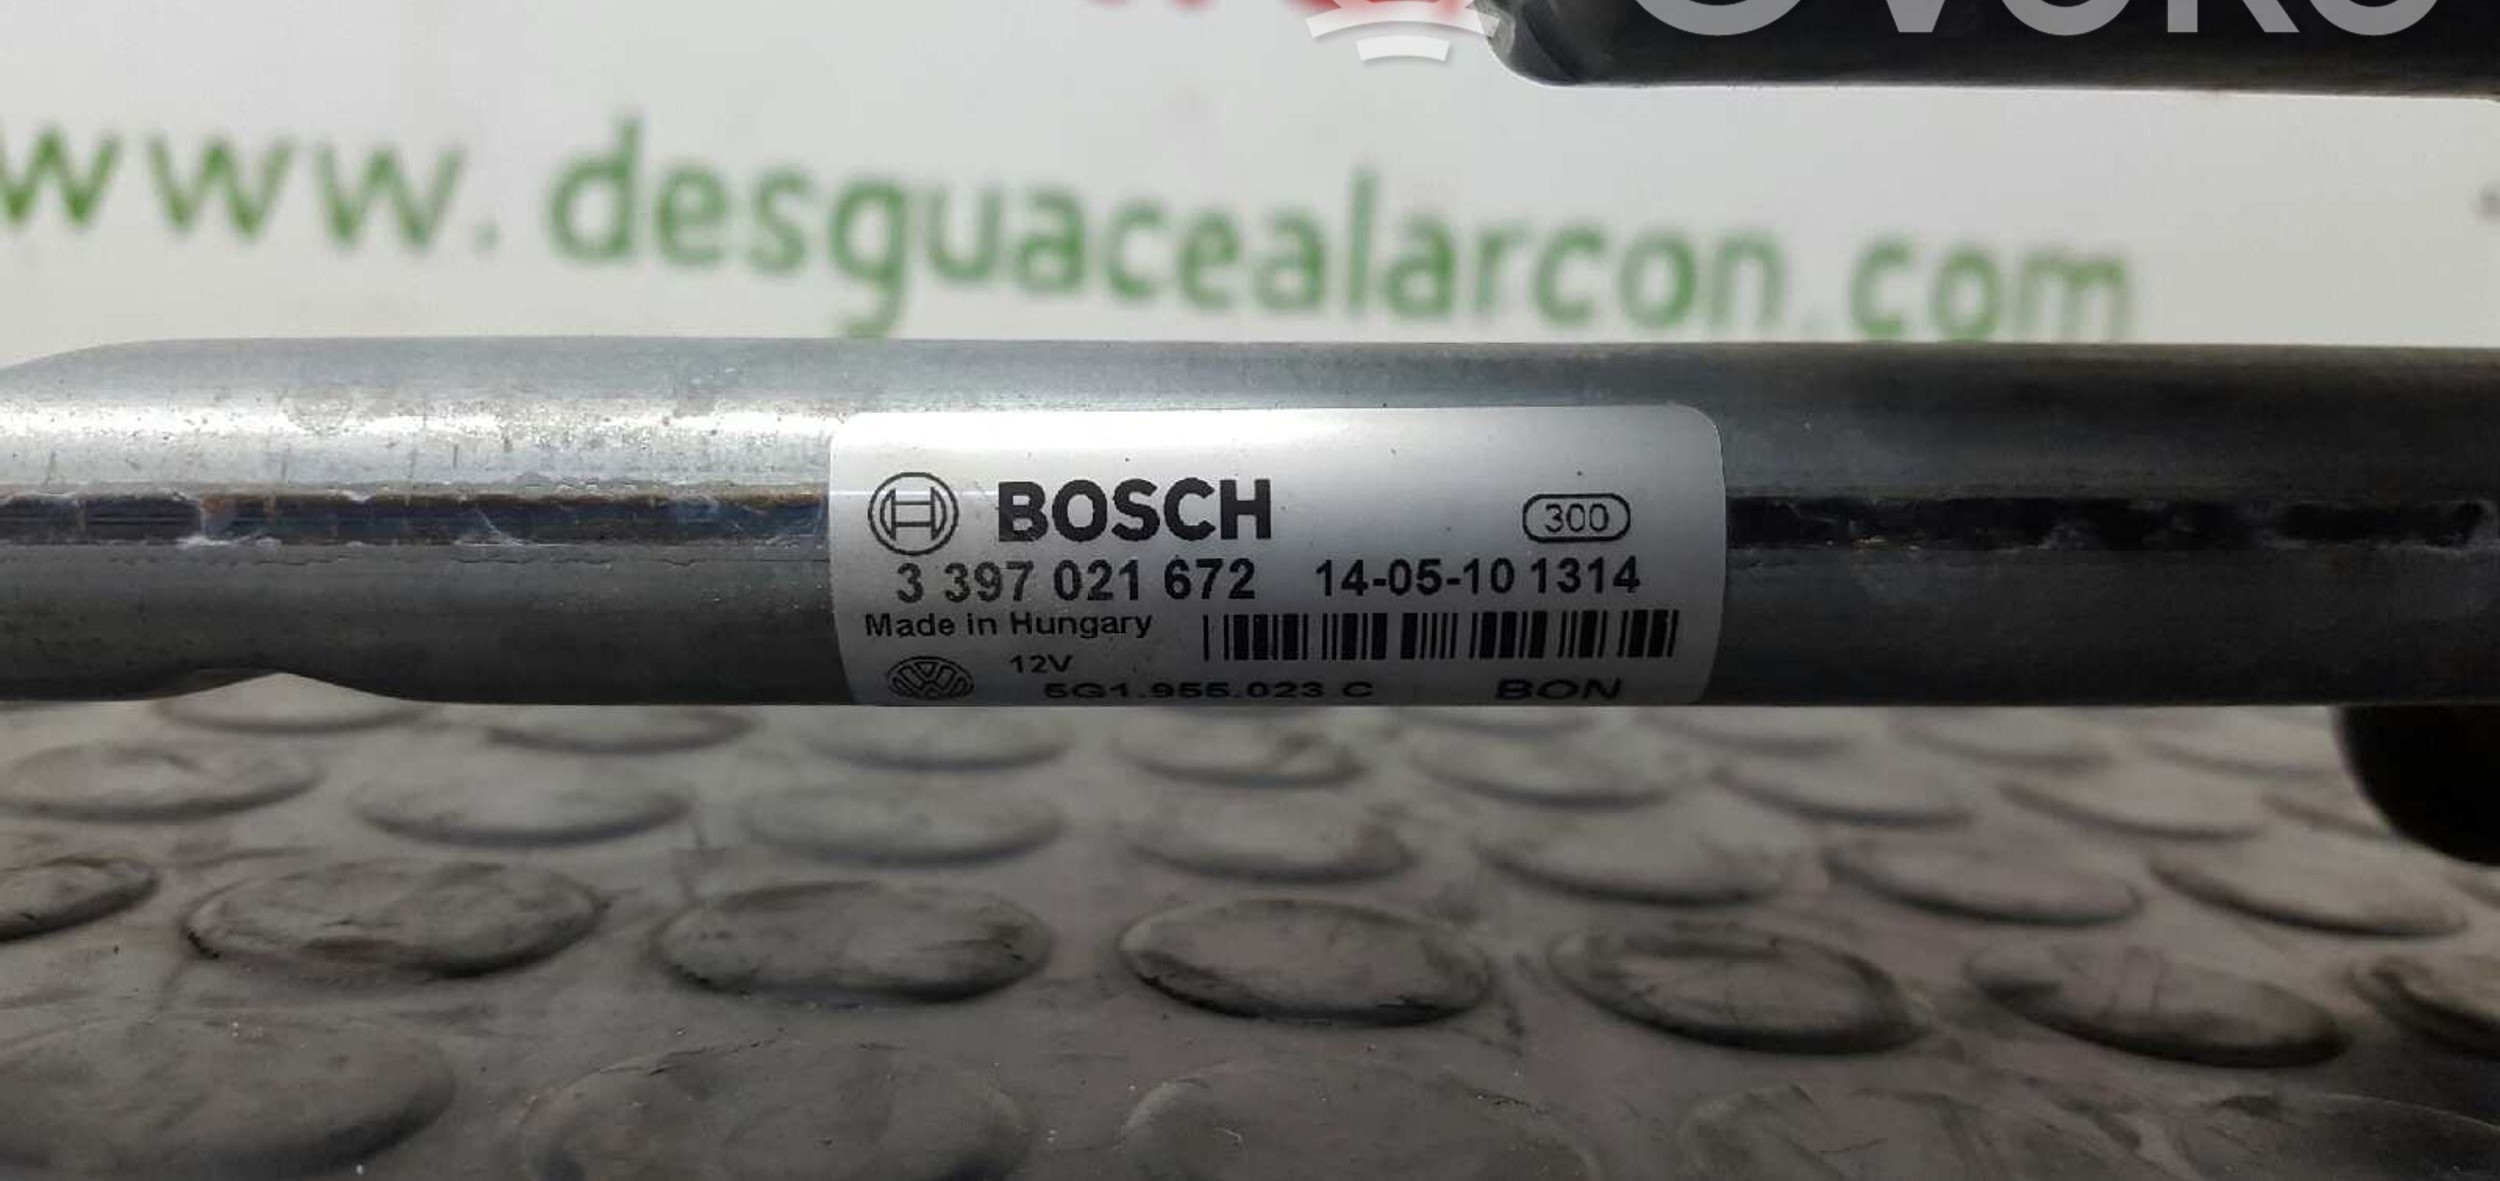 www.desguacealarcon.com
BOSCH 300
3 397 021 672 14-05-10 1314
Made in Hungary
12V
5G1.955.023 C BON